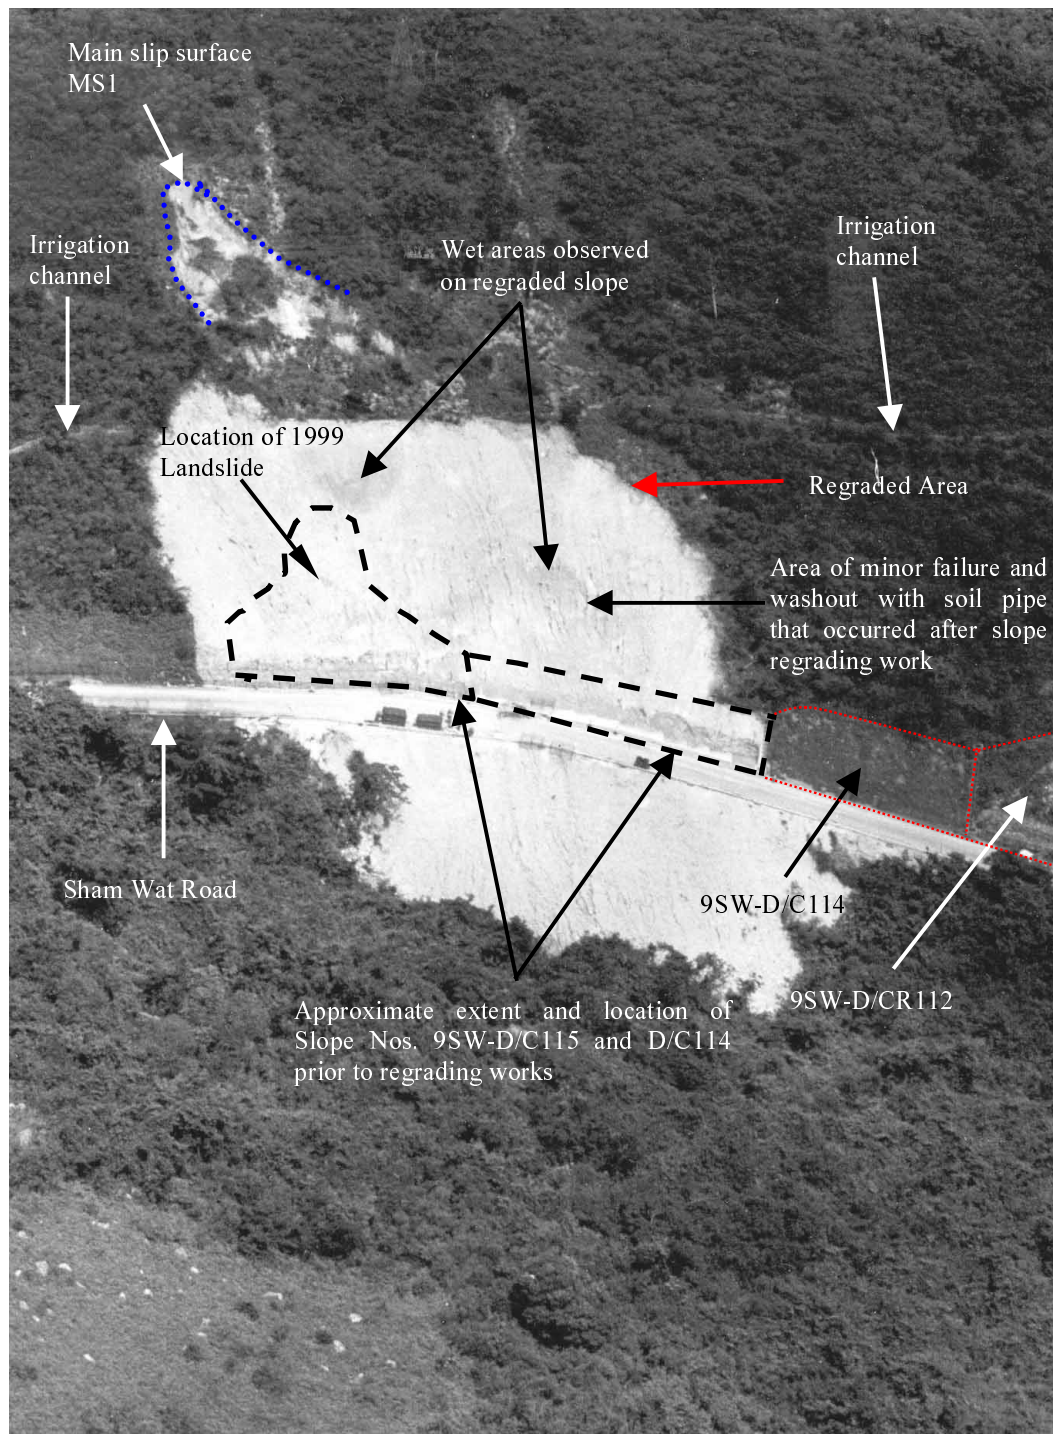 Main slip surface
MS1
Irrigation
channel
Wet areas observed
on regraded slope
Irrigation
channel
Location of 1999
Landslide
Regraded Area
Area of minor failure and
washout with soil pipe
that occurred after slope
regrading work
Sham Wat Road
9SW-D/C114
9SW-D/CR112
Approximate extent and location of
Slope Nos. 9SW-D/C115 and D/C114
prior to regrading works